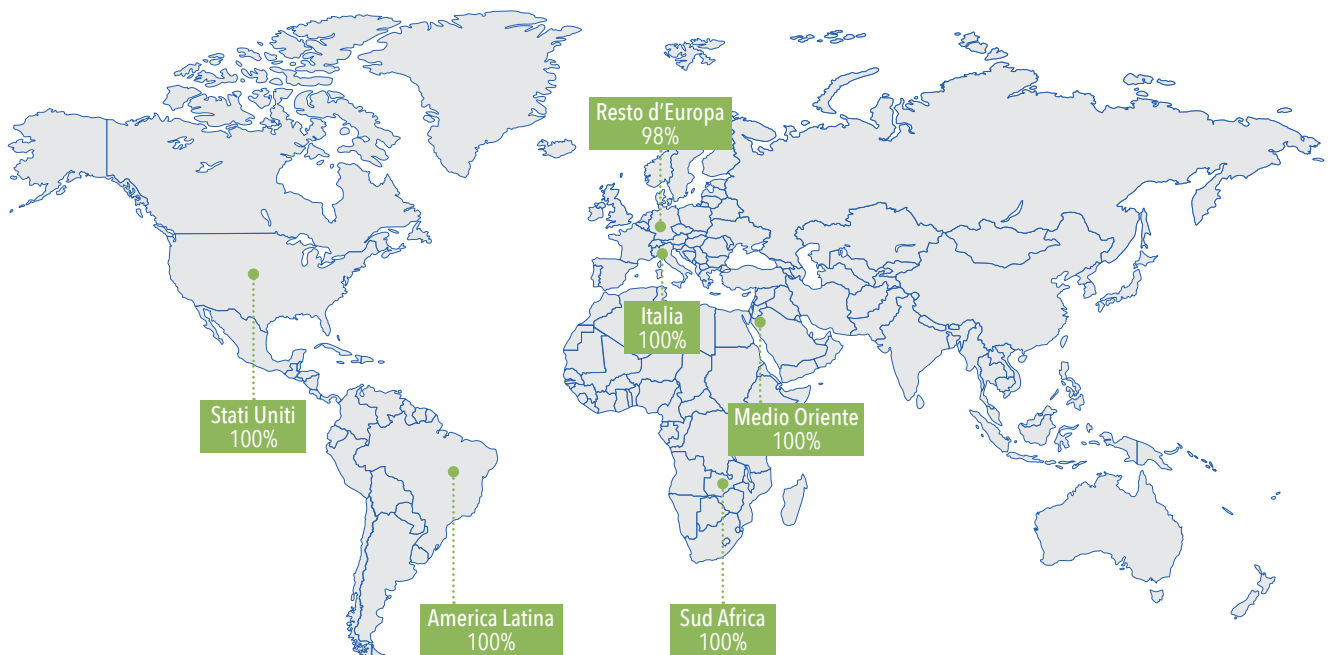 Resto d’Europa
98%
Italia
100%
Stati Uniti
100%
Medio Oriente
100%
America Latina
100%
Sud Africa
100%